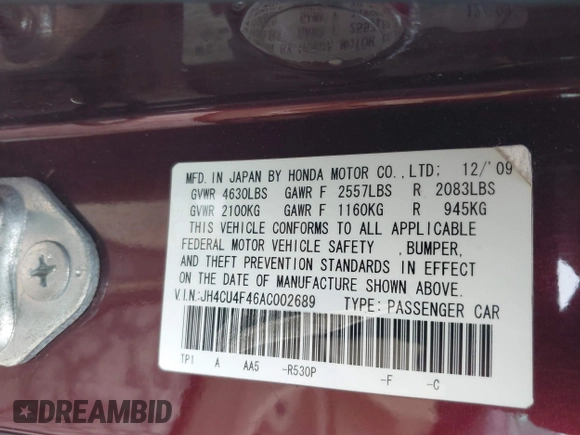 MFD. IN JAPAN BY HONDA MOTOR CO.,LTD: 12/'09
GVWR 4630LBS GAWR F 2557LBS R 2083LBS
GVWR 2100KG GAWR F 1160KG R 945KG
THIS VEHICLE CONFORMS TO ALL APPLICABLE
FEDERAL MOTOR VEHICLE SAFETY ,BUMPER,
AND THEFT PREVENTION STANDARDS IN EFFECT
ON THE DATE OF MANUFACTURE SHOWN ABOVE.
V.I.N.:JH4CU4F46AC002689 TYPE: PASSENGER CAR
TP1 A AA5 -R530P -F -C
DREAMBID